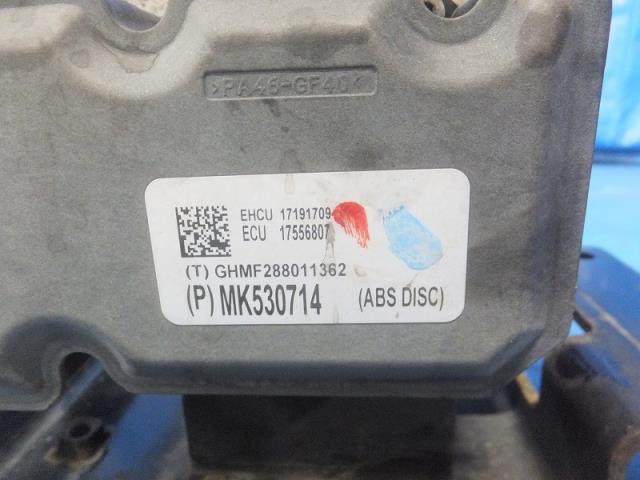 >PA46-GF40<
EHCU 17191709
ECU 17556807
(T) GHMF288011362
(P) MK530714 (ABS DISC)